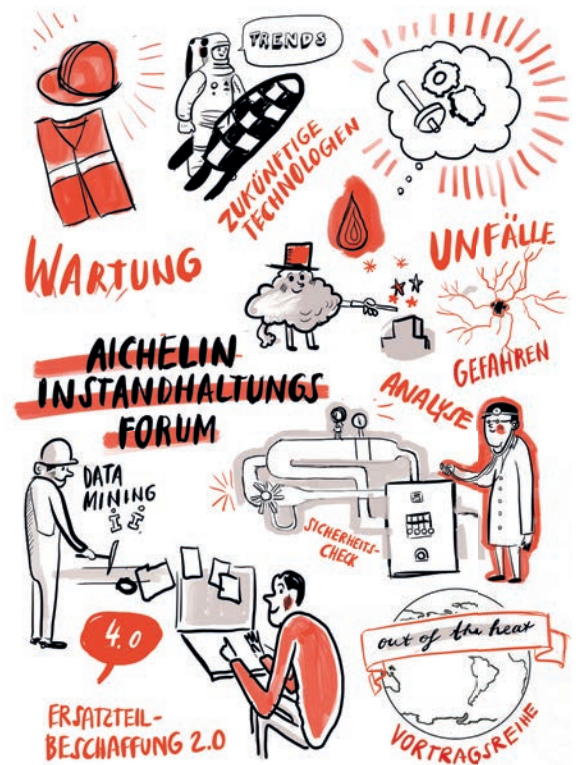 TRENDS
ZUKÜNFTIGE
TECHNOLOGIEN
WARTUNG
UNFÄLLE
GEFAHREN
AICHELIN
INSTANDHALTUNGS
FORUM
ANALYSE
DATA
MINING
SICHERHEITS-
CHECK
4.0
out of the heat
ERSATZTEIL-
BESCHAFFUNG 2.0
VORTRAGSREIHE